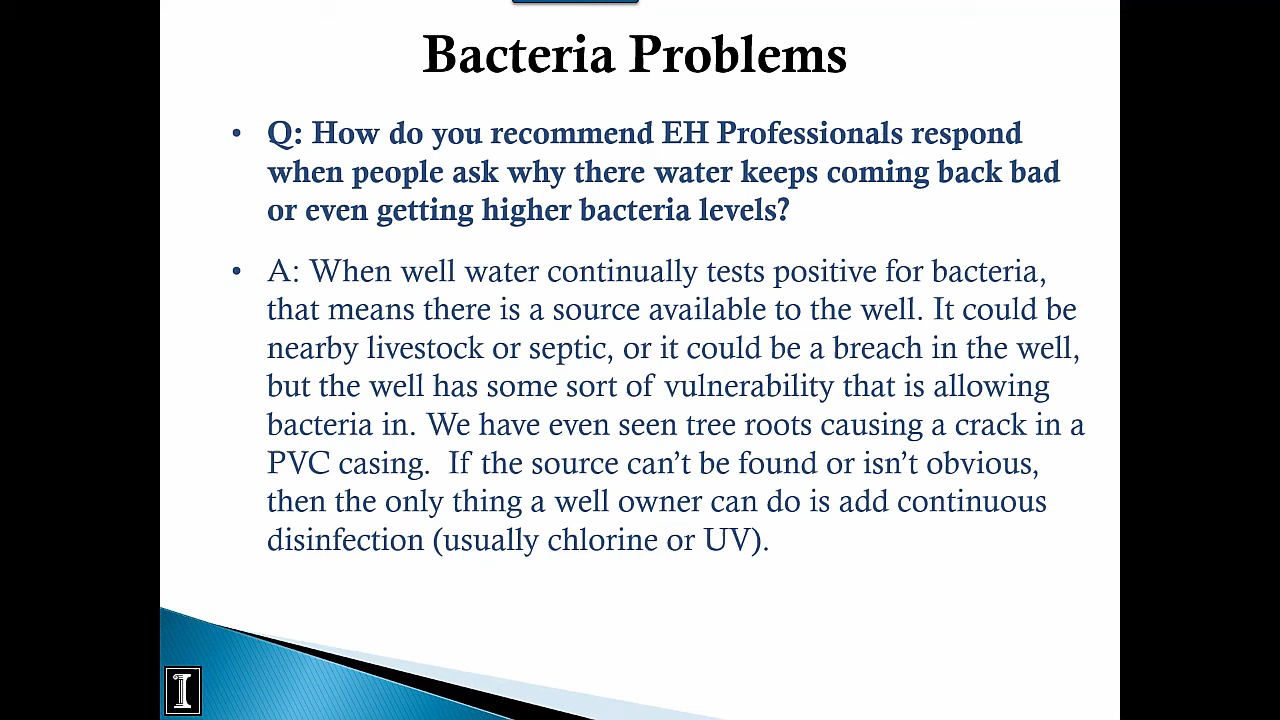 Bacteria Problems
• Q: How do you recommend EH Professionals respond
when people ask why there water keeps coming back bad
or even getting higher bacteria levels?
• A: When well water continually tests positive for bacteria,
that means there is a source available to the well. It could be
nearby livestock or septic, or it could be a breach in the well,
but the well has some sort of vulnerability that is allowing
bacteria in. We have even seen tree roots causing a crack in a
PVC casing.  If the source can’t be found or isn’t obvious,
then the only thing a well owner can do is add continuous
disinfection (usually chlorine or UV).
I